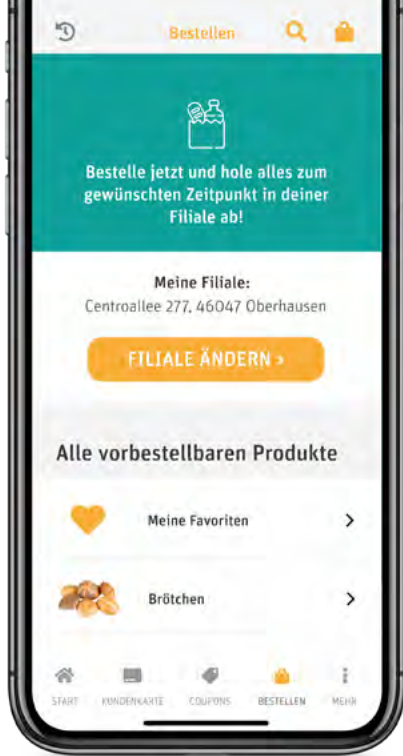 Bestellen
Bestelle jetzt und hole alles zum
gewünschten Zeitpunkt in deiner
Filiale ab!
Meine Filiale:
Centroallee 277, 46047 Oberhausen
FILIALE ÄNDERN ›
Alle vorbestellbaren Produkte
Meine Favoriten
Brötchen
START KUNDENKARTE COUPONS BESTELLEN MEHR